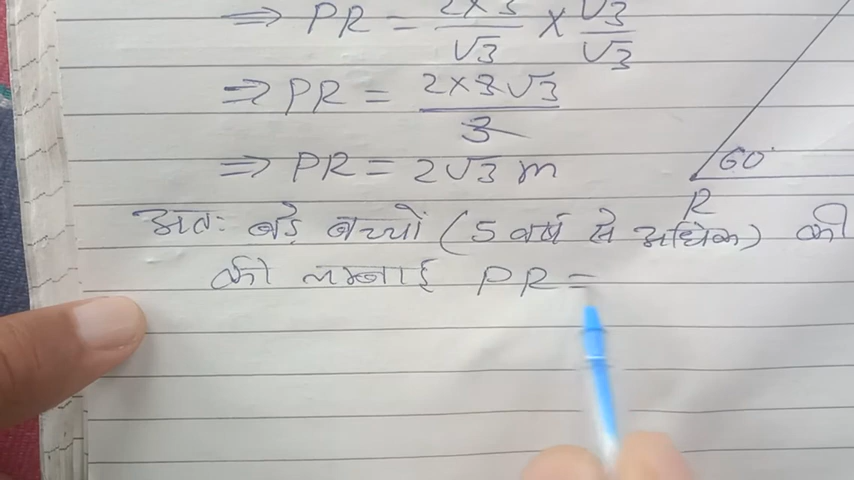 ⇒ PR = 2×3/√3 × √3/√3
⇒ PR = 2×3√3/3
⇒ PR = 2√3 m
60°
R
अतः बड़े बच्चों (5 वर्ष से अधिक) की
की लम्बाई PR =